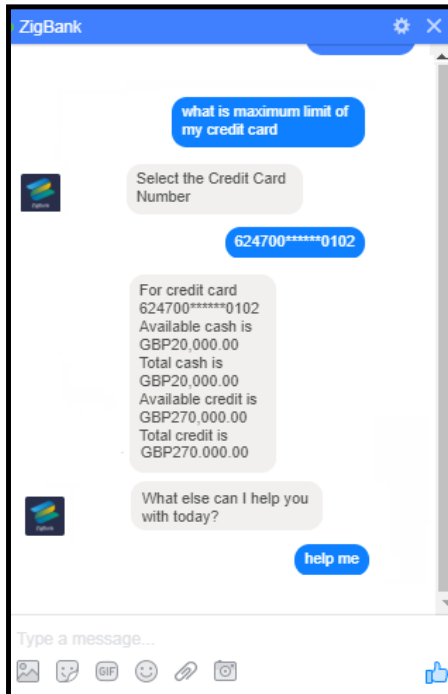 ZigBank
what is maximum limit of
my credit card
Select the Credit Card
Number
ZigBank
624700******0102
For credit card
624700******0102
Available cash is
GBP20,000.00
Total cash is
GBP20,000.00
Available credit is
GBP270,000.00
Total credit is
GBP270.000.00
What else can I help you
with today?
ZigBank
help me
Type a message...
GIF